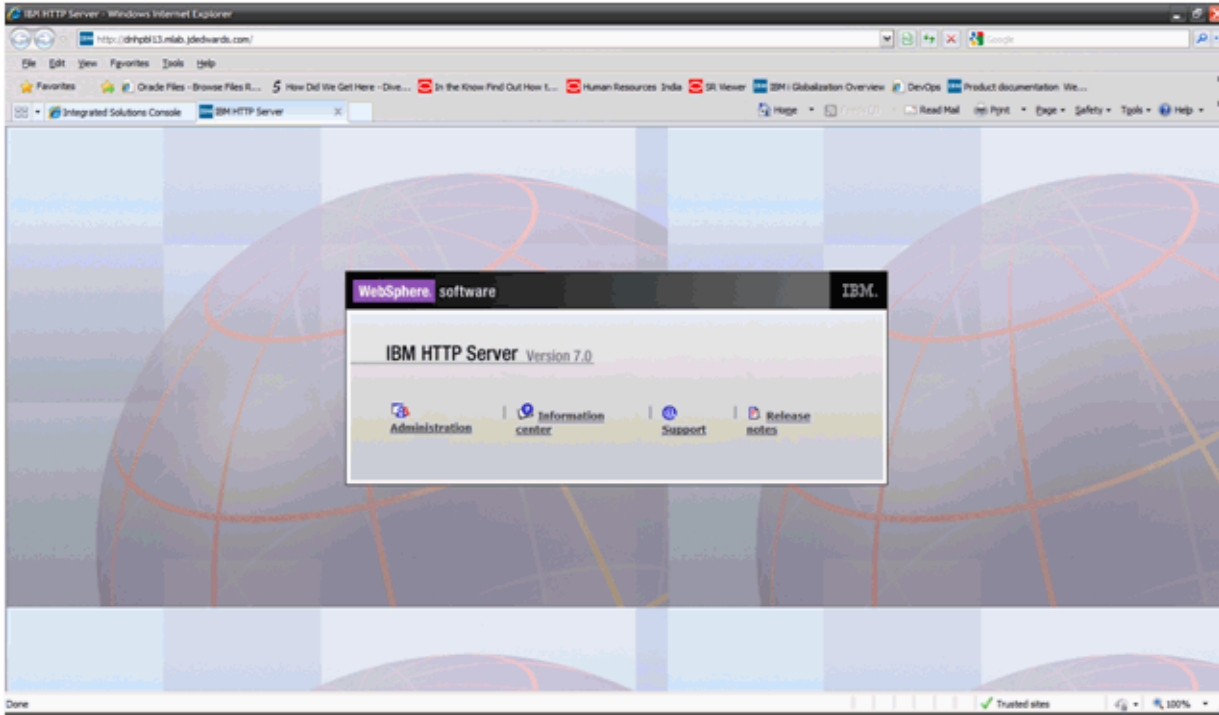 IBM HTTP Server - Windows Internet Explorer
Google
File Edit View Favorites Tools Help
Favorites Oracle Files - Browse Files R... How Did We Get Here - Dive... In the Know Find Out How t... Human Resources India SR Viewer IBM i Globalization Overview DevOps Product documentation We...
Integrated Solutions Console IBM HTTP Server Home Read Mail Print Page Safety Tools Help
WebSphere. software IBM.
IBM HTTP Server Version 7.0
Administration
Information center
Support
Release notes
Done Trusted sites 100%